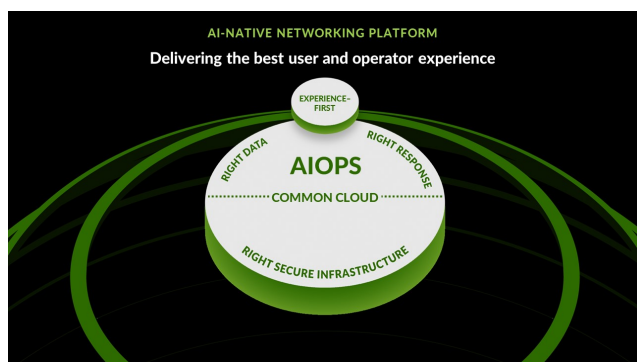 AI-NATIVE NETWORKING PLATFORM
Delivering the best user and operator experience
EXPERIENCE–
FIRST
RIGHT DATA
RIGHT RESPONSE
AIOPS
COMMON CLOUD
RIGHT SECURE INFRASTRUCTURE